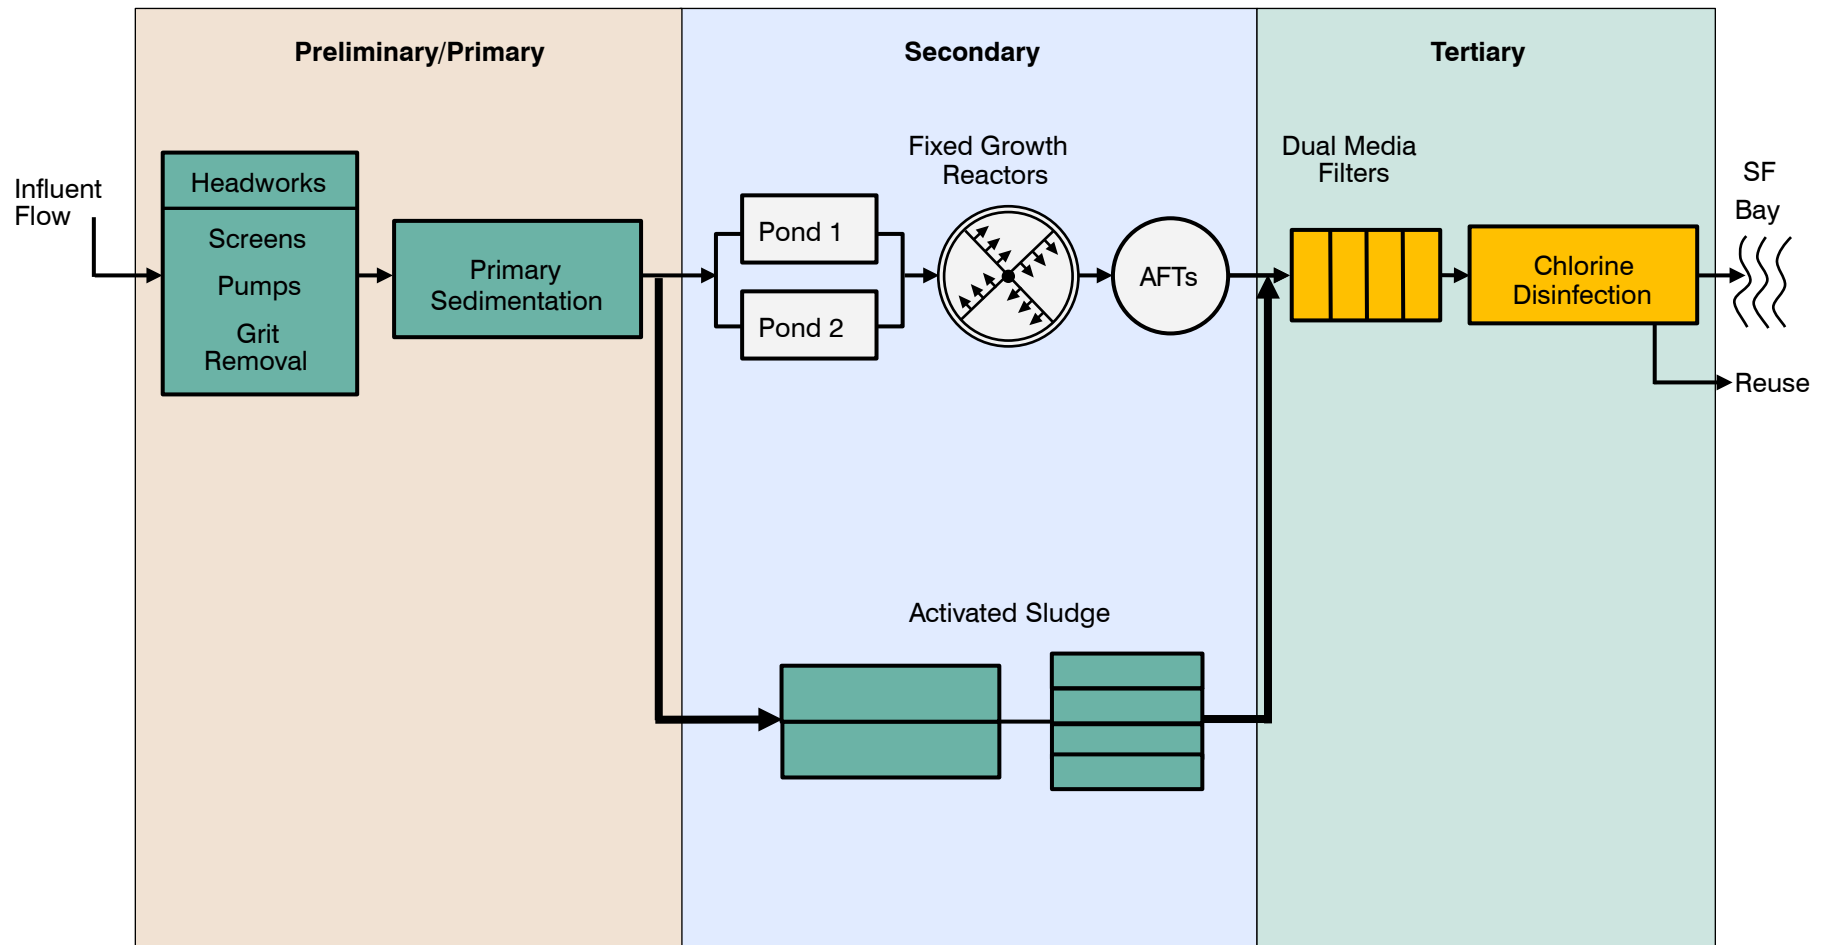 Preliminary/Primary
Secondary
Tertiary
Influent
Flow
Headworks
Screens
Pumps
Grit
Removal
Primary
Sedimentation
Pond 1
Pond 2
Fixed Growth
Reactors
AFTs
Dual Media
Filters
Chlorine
Disinfection
SF
Bay
Reuse
Activated Sludge